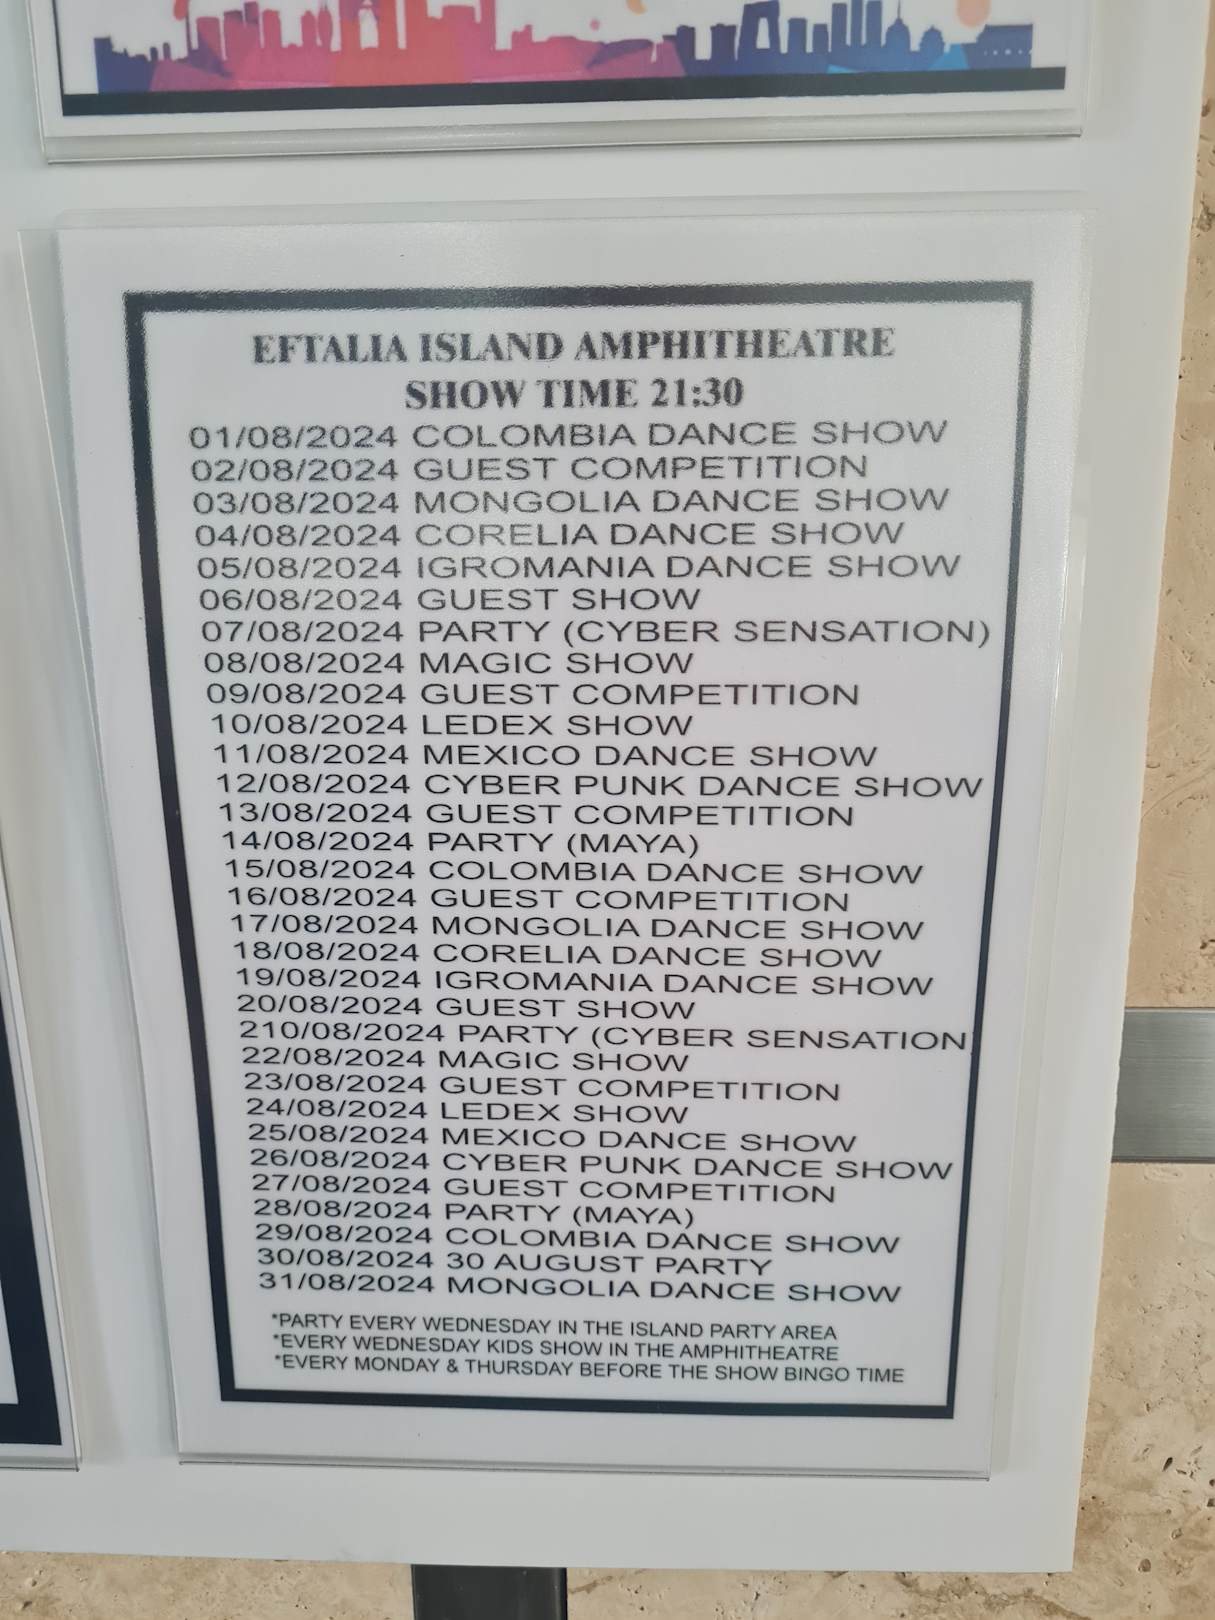 EFTALIA ISLAND AMPHITHEATRE
SHOW TIME 21:30
01/08/2024 COLOMBIA DANCE SHOW
02/08/2024 GUEST COMPETITION
03/08/2024 MONGOLIA DANCE SHOW
04/08/2024 CORELIA DANCE SHOW
05/08/2024 IGROMANIA DANCE SHOW
06/08/2024 GUEST SHOW
07/08/2024 PARTY (CYBER SENSATION)
08/08/2024 MAGIC SHOW
09/08/2024 GUEST COMPETITION
10/08/2024 LEDEX SHOW
11/08/2024 MEXICO DANCE SHOW
12/08/2024 CYBER PUNK DANCE SHOW
13/08/2024 GUEST COMPETITION
14/08/2024 PARTY (MAYA)
15/08/2024 COLOMBIA DANCE SHOW
16/08/2024 GUEST COMPETITION
17/08/2024 MONGOLIA DANCE SHOW
18/08/2024 CORELIA DANCE SHOW
19/08/2024 IGROMANIA DANCE SHOW
20/08/2024 GUEST SHOW
210/08/2024 PARTY (CYBER SENSATION)
22/08/2024 MAGIC SHOW
23/08/2024 GUEST COMPETITION
24/08/2024 LEDEX SHOW
25/08/2024 MEXICO DANCE SHOW
26/08/2024 CYBER PUNK DANCE SHOW
27/08/2024 GUEST COMPETITION
28/08/2024 PARTY (MAYA)
29/08/2024 COLOMBIA DANCE SHOW
30/08/2024 30 AUGUST PARTY
31/08/2024 MONGOLIA DANCE SHOW
*PARTY EVERY WEDNESDAY IN THE ISLAND PARTY AREA
*EVERY WEDNESDAY KIDS SHOW IN THE AMPHITHEATRE
*EVERY MONDAY & THURSDAY BEFORE THE SHOW BINGO TIME